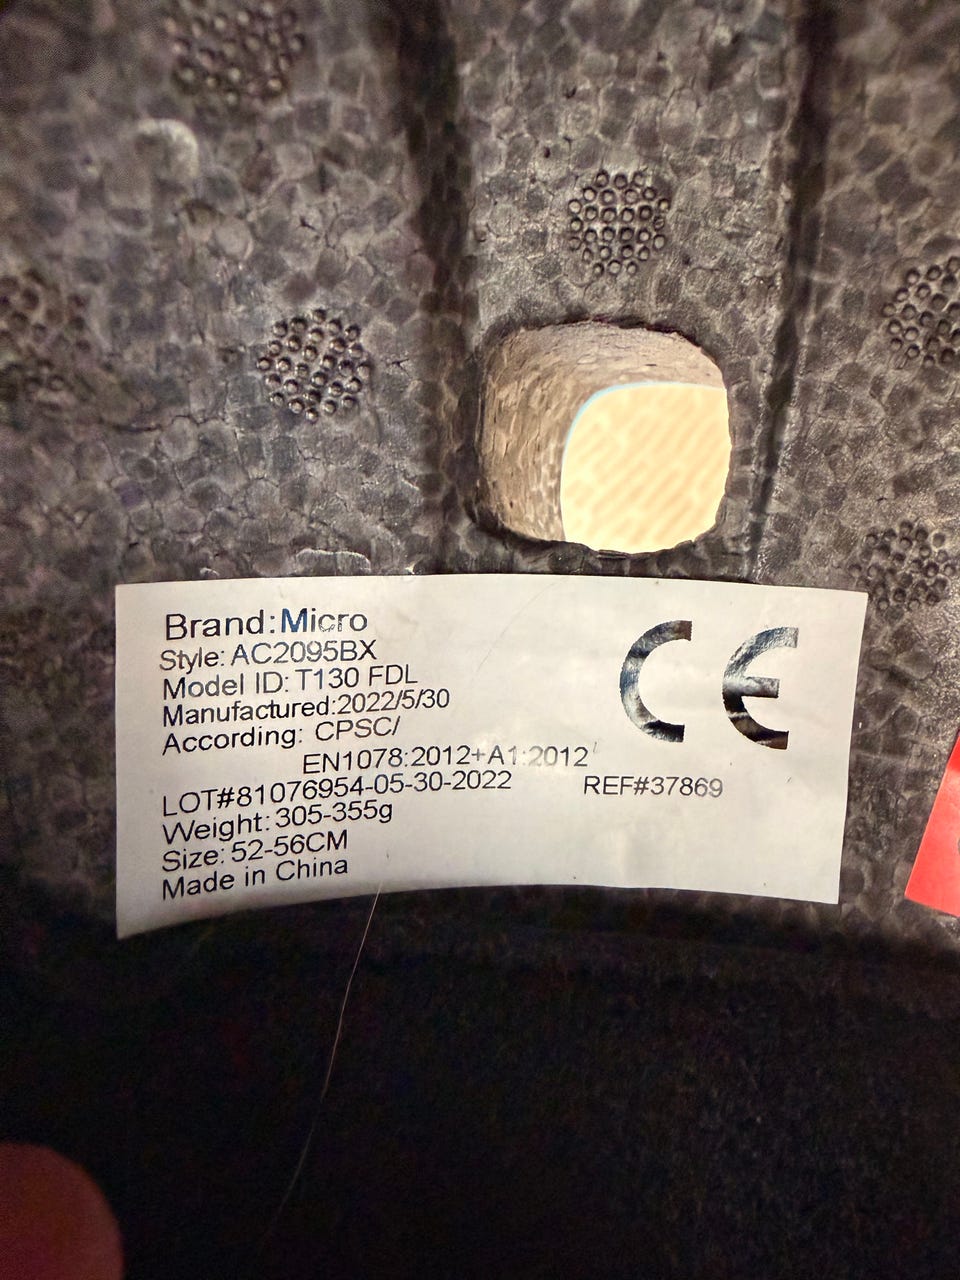 Brand:Micro
Style: AC2095BX
Model ID: T130 FDL
Manufactured:2022/5/30
According: CPSC/
EN1078:2012+A1:2012
LOT#81076954-05-30-2022 REF#37869
Weight: 305-355g
Size: 52-56CM
Made in China
CE